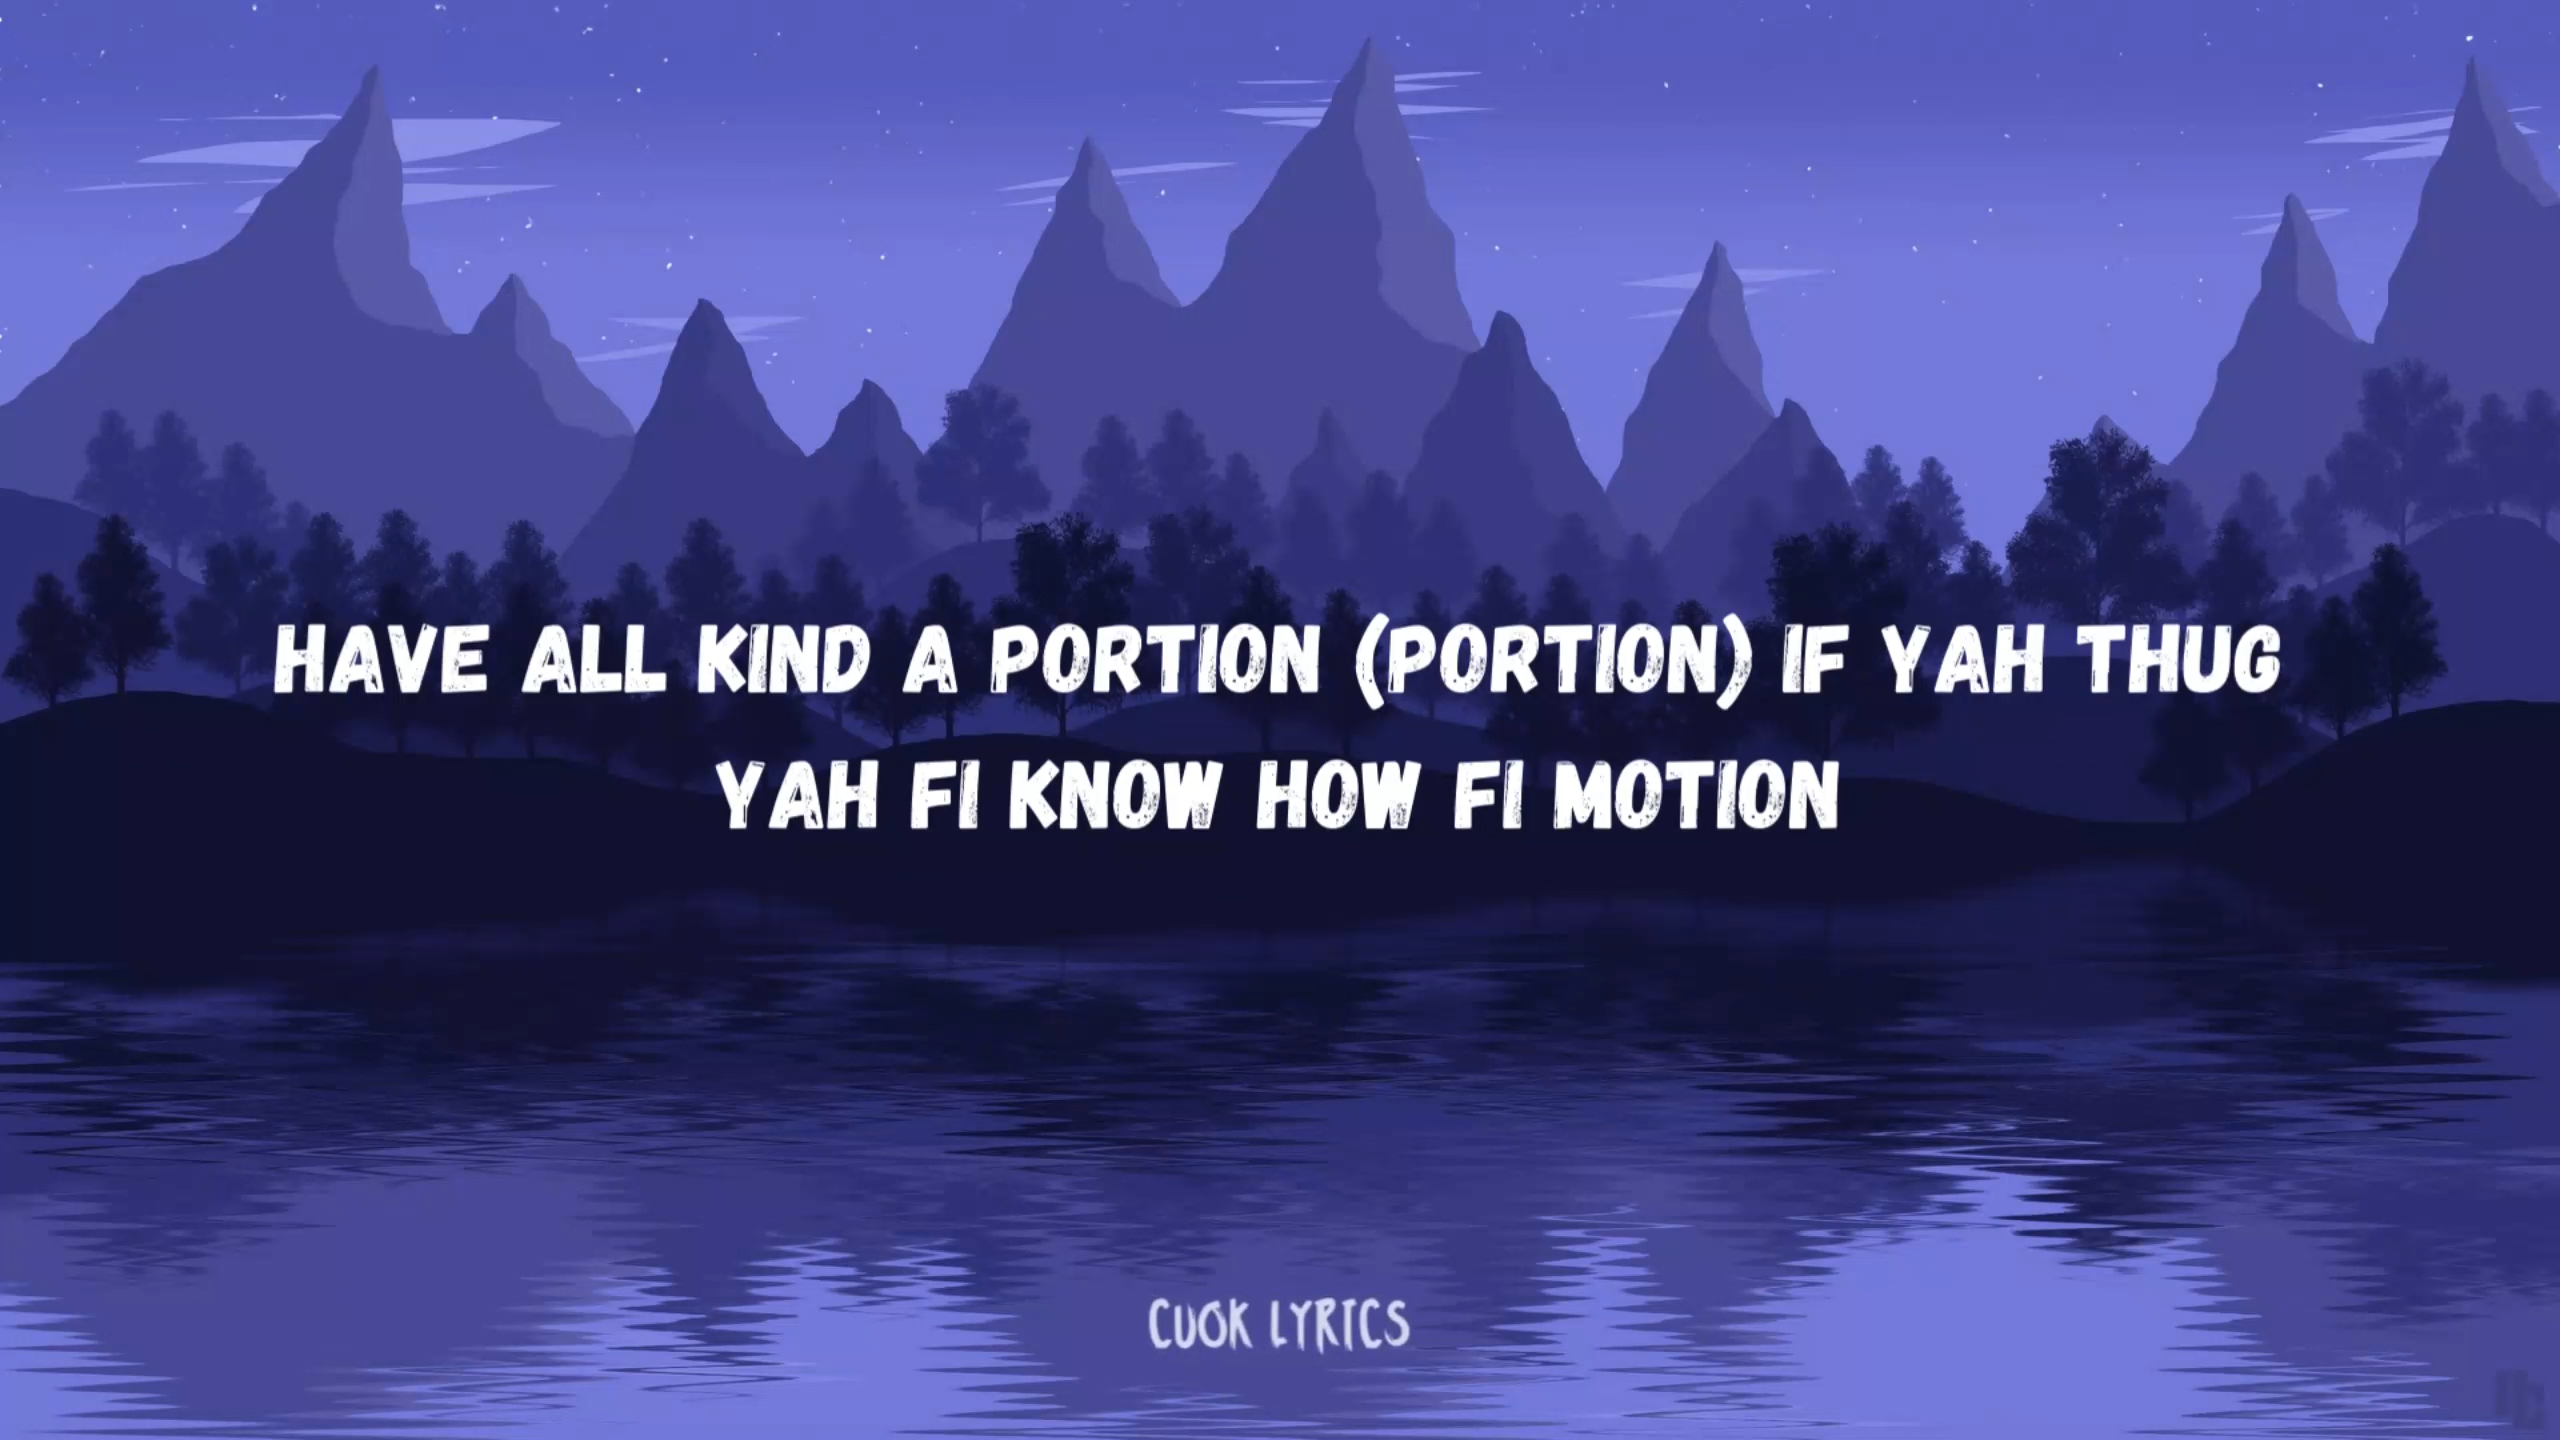 HAVE ALL KIND A PORTION (PORTION) IF YAH THUG
YAH FI KNOW HOW FI MOTION
CUOK LYRICS